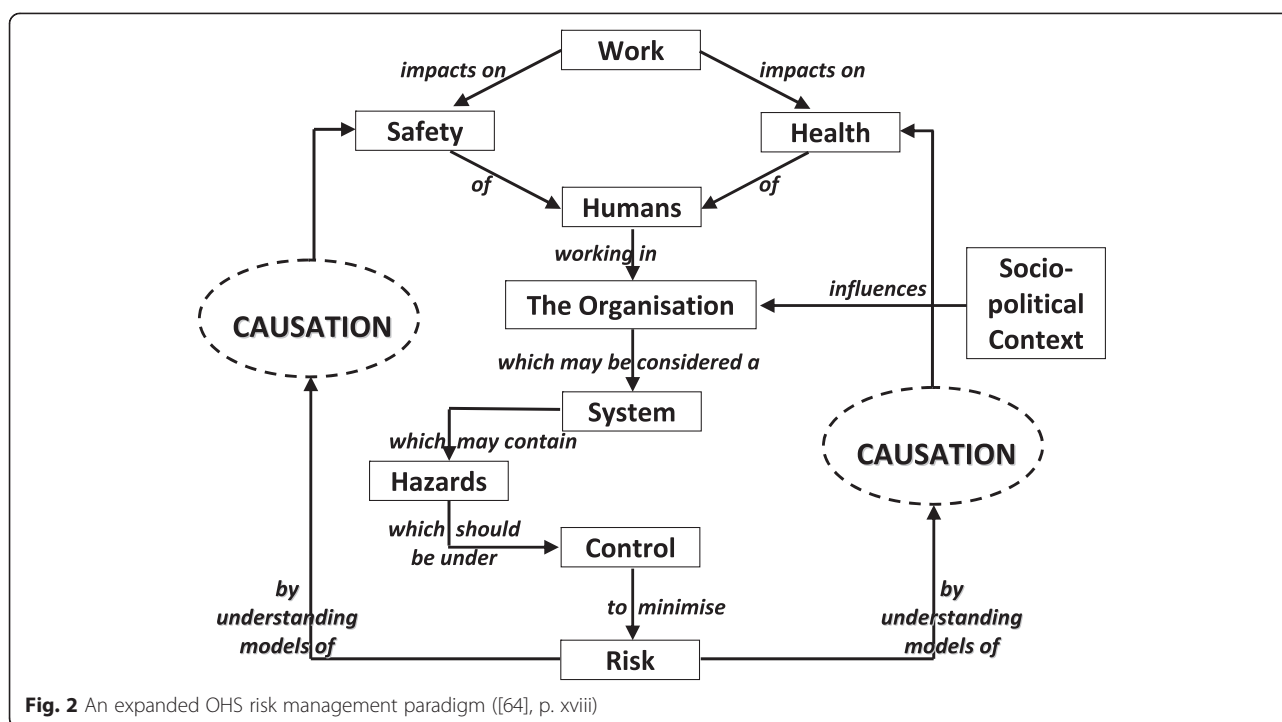 Work
impacts on
impacts on
Safety
Health
of
of
Humans
working in
Socio-
political
Context
The Organisation
influences
CAUSATION
which may be considered a
System
which may contain
CAUSATION
Hazards
which should
be under
Control
by
understanding
models of
to minimise
by
understanding
models of
Risk
Fig. 2 An expanded OHS risk management paradigm ([64], p. xviii)